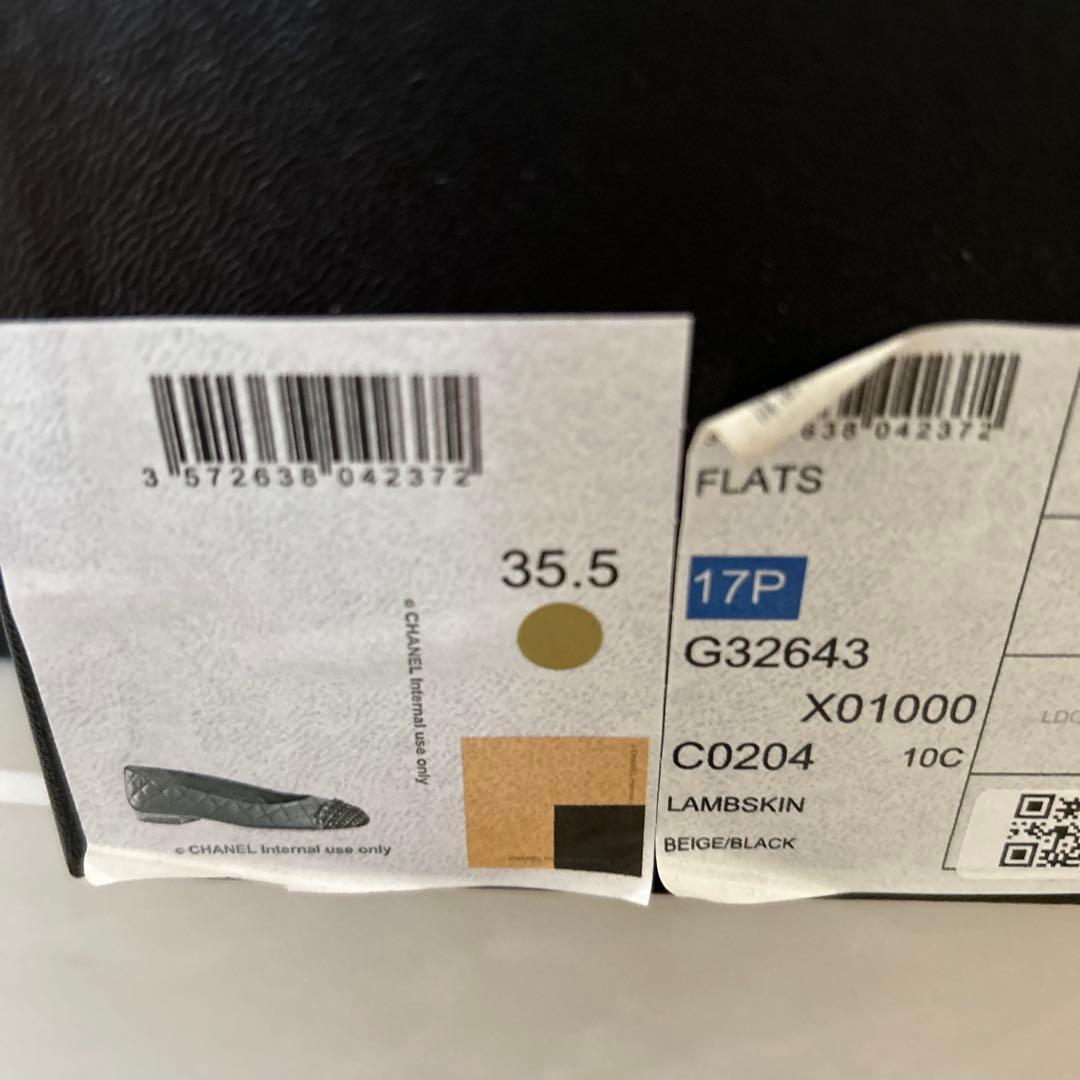 3 572638 042372
35.5
© CHANEL Internal use only
© CHANEL Internal use only
638 042372
FLATS
17P
G32643
X01000
C0204 10C
LAMBSKIN
BEIGE/BLACK